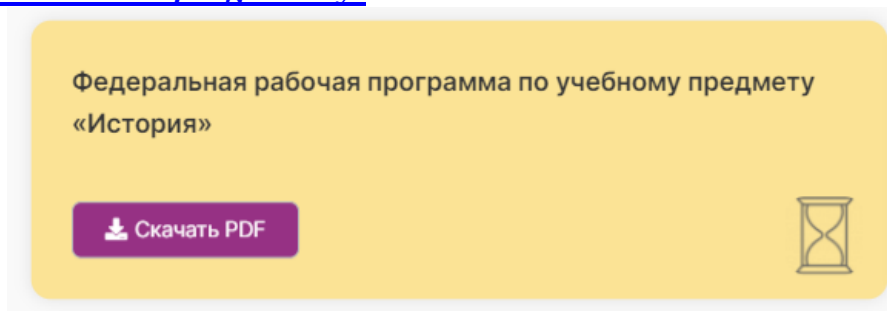 Федеральная рабочая программа по учебному предмету
«История»
Скачать PDF